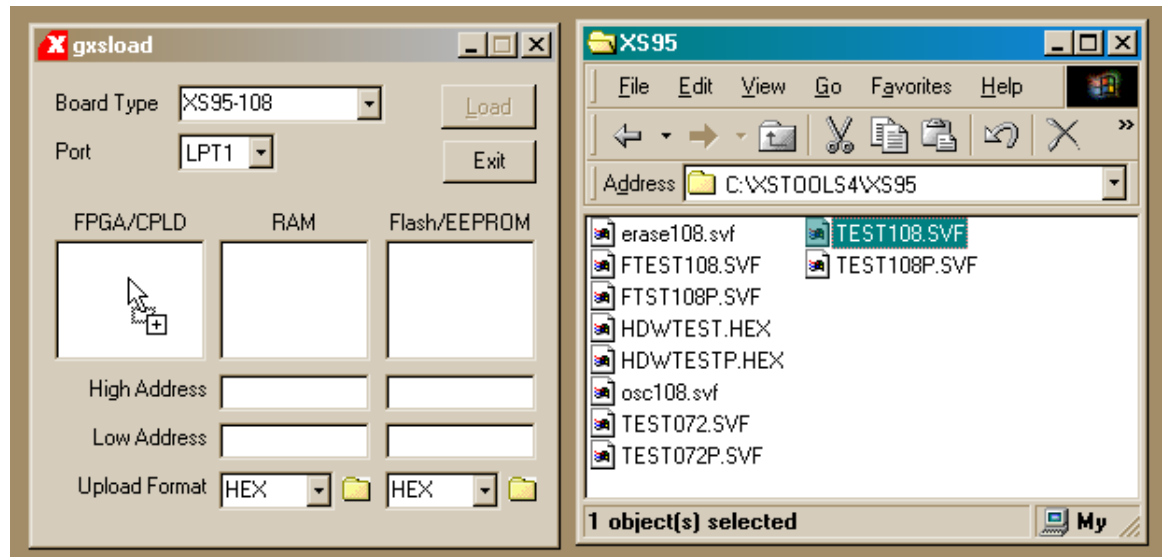 gxsload
Board Type XS95-108 Load
Port LPT1 Exit
FPGA/CPLD RAM Flash/EEPROM
High Address
Low Address
Upload Format HEX HEX
XS95
File Edit View Go Favorites Help
»
Address C:\XSTOOLS4\XS95
erase108.svf
FTEST108.SVF
FTST108P.SVF
HDWTEST.HEX
HDWTESTP.HEX
osc108.svf
TEST072.SVF
TEST072P.SVF
TEST108.SVF
TEST108P.SVF
1 object(s) selected My